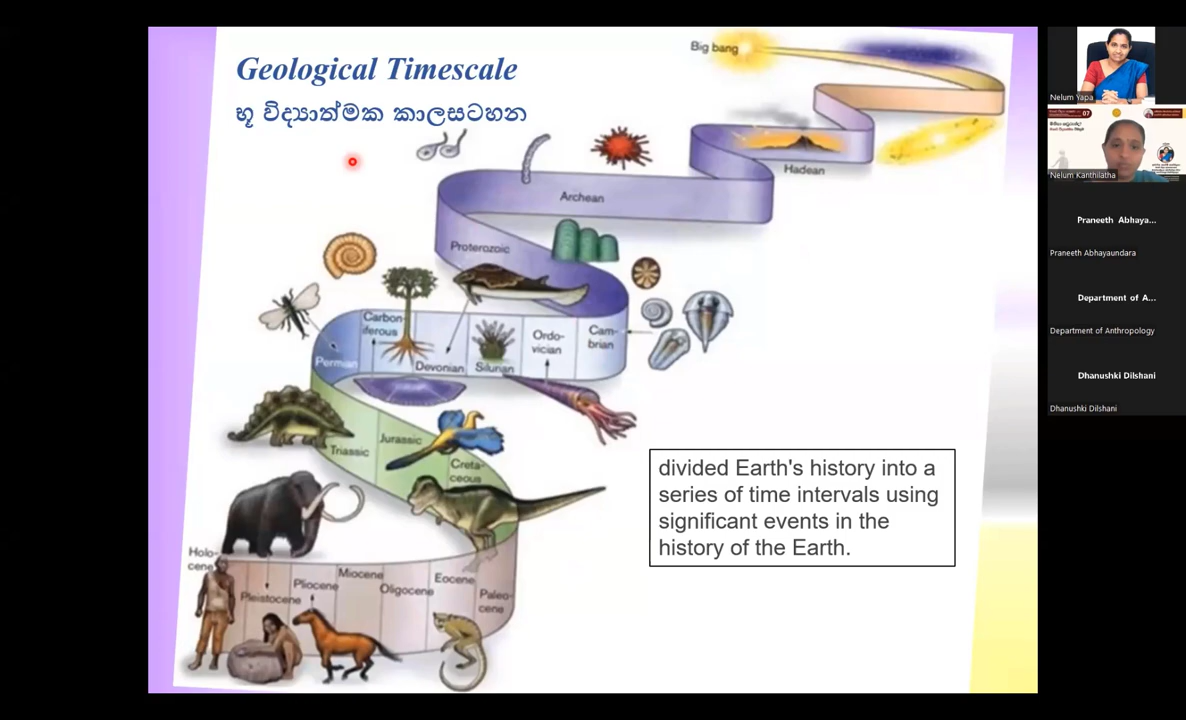 Geological Timescale
භූ විද්‍යාත්මක කාලසටහන
Big bang
Hadean
Archean
Proterozoic
Carbon-
iferous
Permian
Devonian
Silurian
Ordo-
vician
Cam-
brian
Triassic
Jurassic
Creta-
ceous
divided Earth's history into a
series of time intervals using
significant events in the
history of the Earth.
Holo-
cene
Pleistocene
Pliocene
Miocene
Oligocene
Eocene
Paleo-
cene
Nelum Yapa
07
Nelum Kanthilatha
Praneeth Abhaya...
Praneeth Abhayaundara
Department of A...
Department of Anthropology
Dhanushki Dilshani
Dhanushki Dilshani